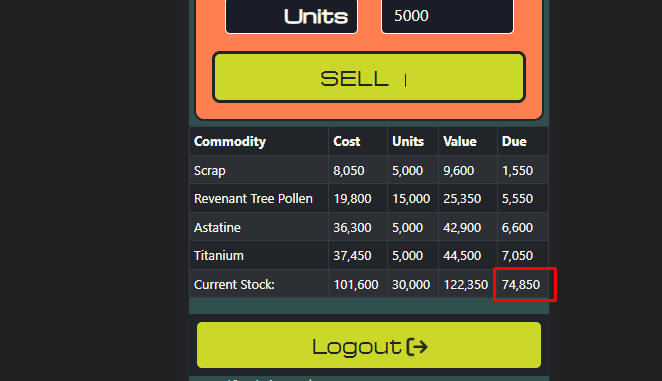 Units 5000
SELL
Commodity Cost Units Value Due
Scrap 8,050 5,000 9,600 1,550
Revenant Tree Pollen 19,800 15,000 25,350 5,550
Astatine 36,300 5,000 42,900 6,600
Titanium 37,450 5,000 44,500 7,050
Current Stock: 101,600 30,000 122,350 74,850
Logout